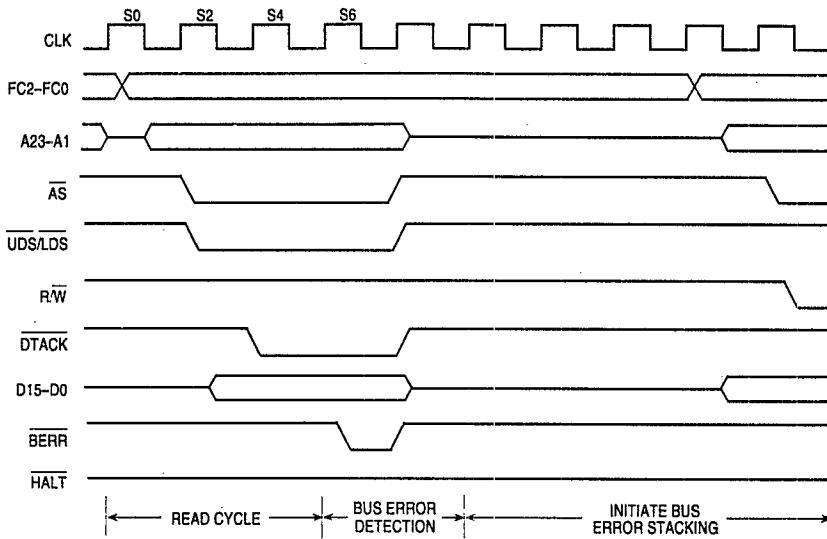 S0 S2 S4 S6
CLK
FC2–FC0
A23–A1
AS
UDS/LDS
R/W
DTACK
D15–D0
BERR
HALT
READ CYCLE
BUS ERROR
DETECTION
INITIATE BUS
ERROR STACKING